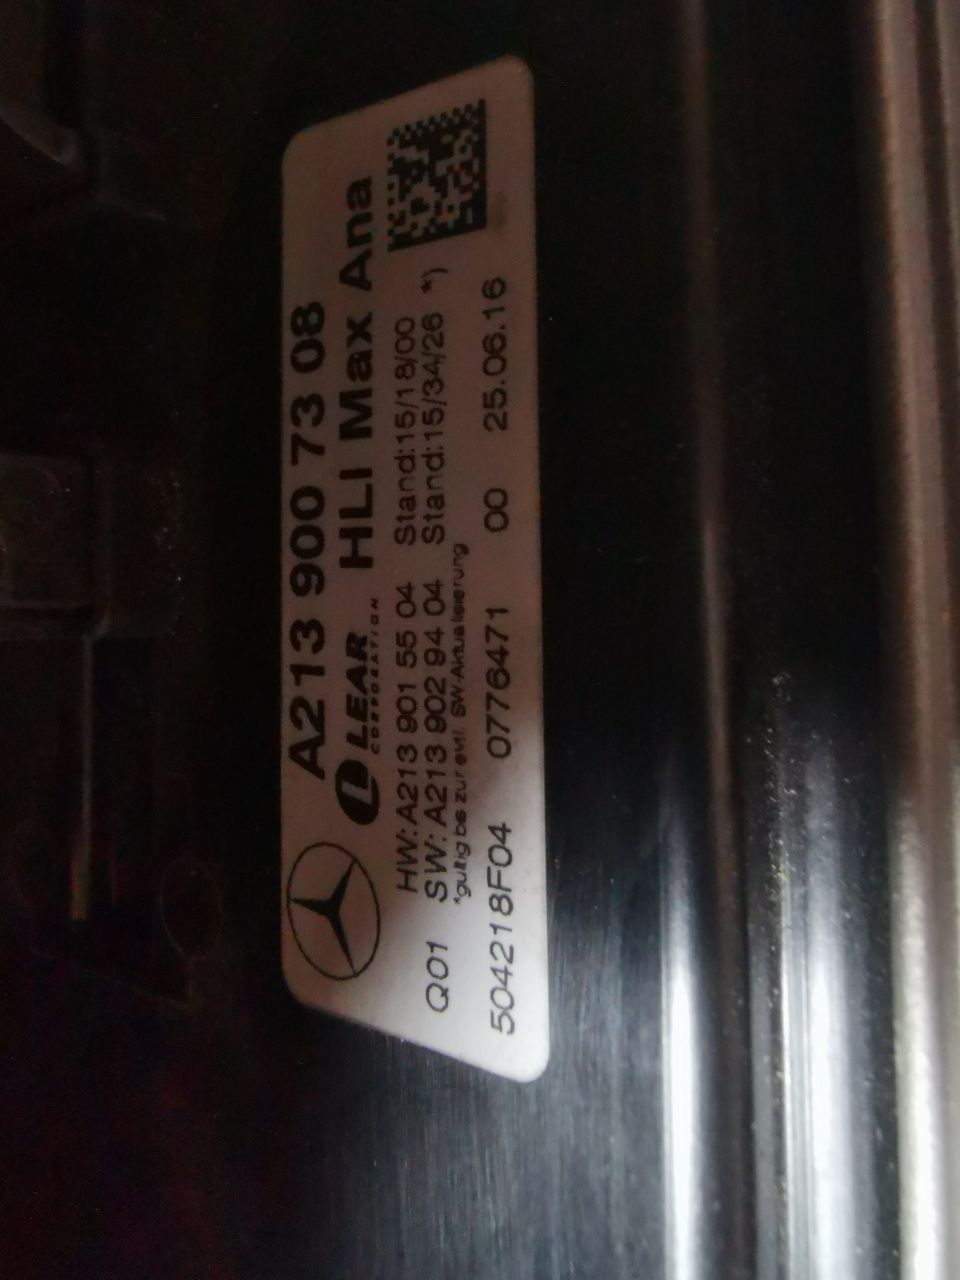 A213 900 73 08
LEAR
CORPORATION
HLI Max Ana
HW: A213 901 55 04 Stand:15/18/00
Q01 SW: A213 902 94 04 Stand:15/34/26 *)
*gültig bs zur evtl. SW-Aktualisierung
504218F04 0776471 00 25.06.16